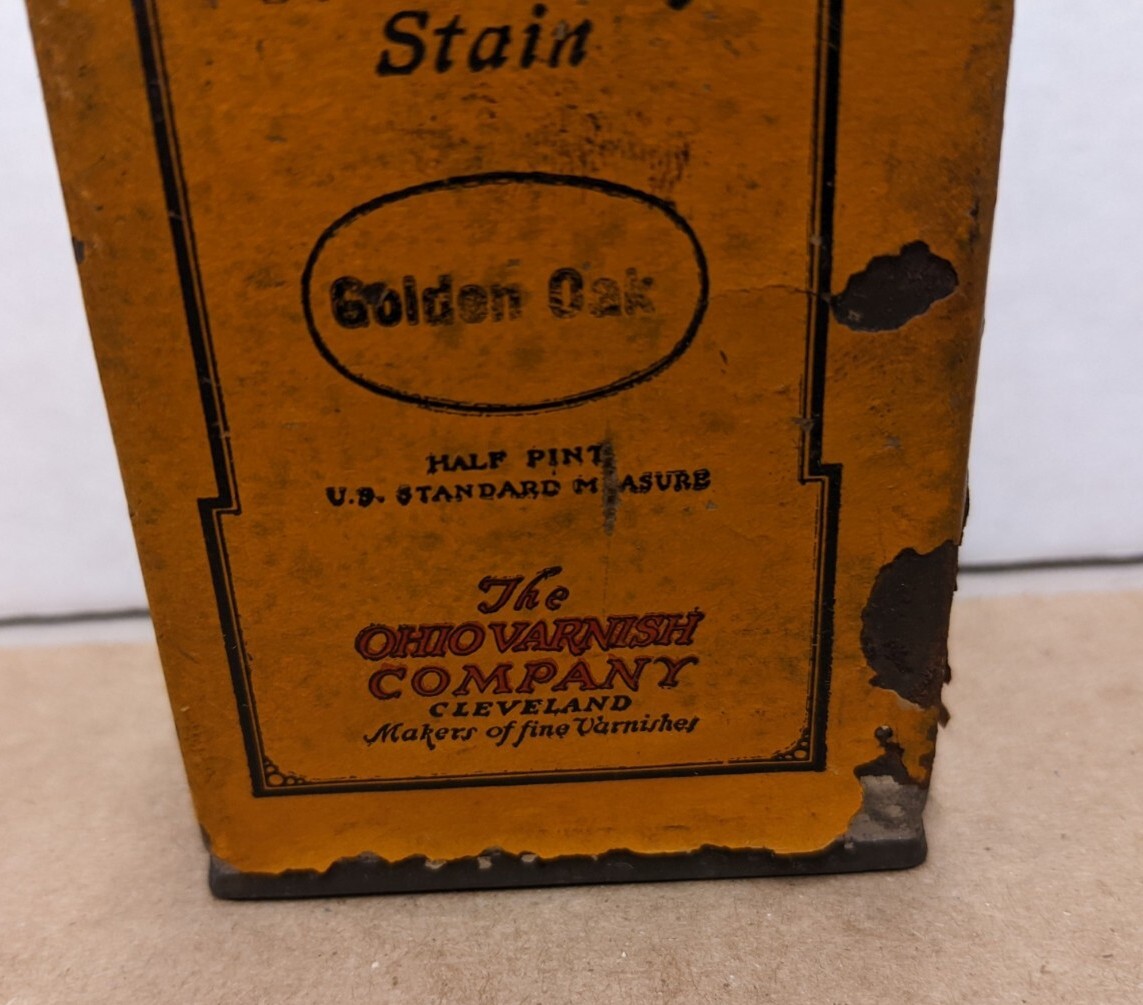 Stain
Golden Oak
HALF PINT
U.S. STANDARD MEASURE
The
OHIO VARNISH
COMPANY
CLEVELAND
Makers of fine Varnishes